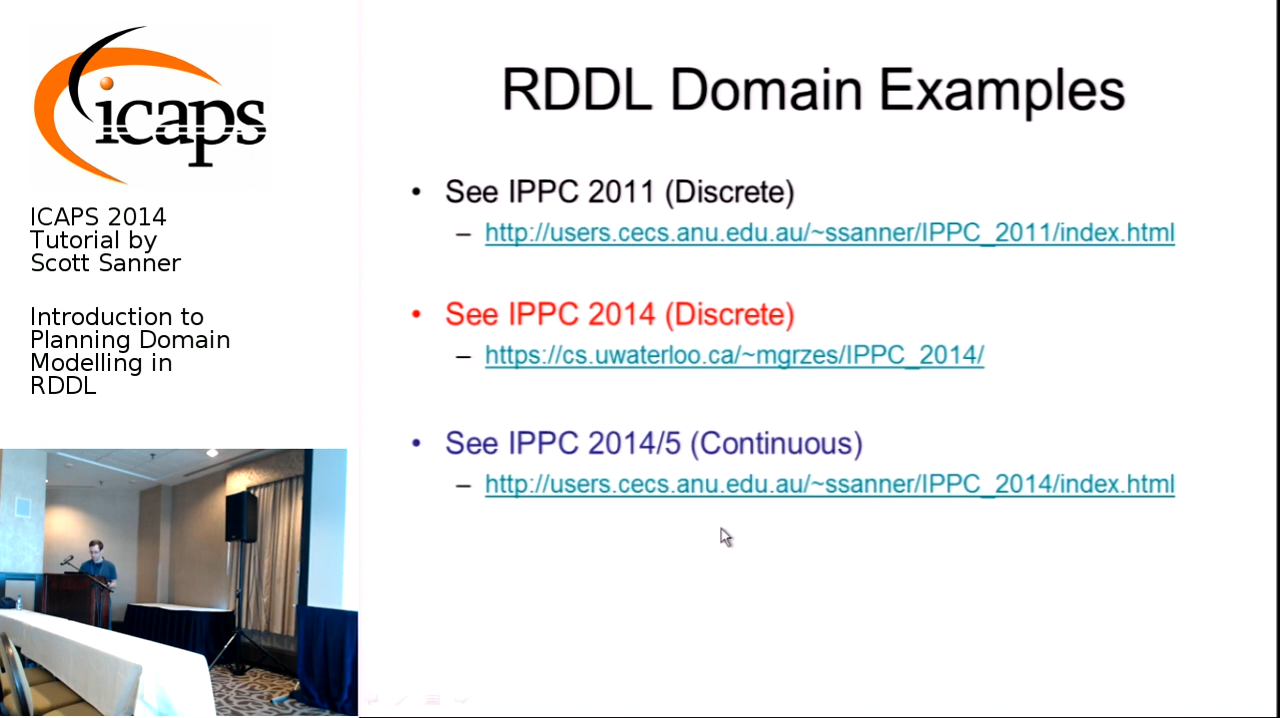 icaps
ICAPS 2014
Tutorial by
Scott Sanner
Introduction to
Planning Domain
Modelling in
RDDL
RDDL Domain Examples
• See IPPC 2011 (Discrete)
– http://users.cecs.anu.edu.au/~ssanner/IPPC_2011/index.html
• See IPPC 2014 (Discrete)
– https://cs.uwaterloo.ca/~mgrzes/IPPC_2014/
• See IPPC 2014/5 (Continuous)
– http://users.cecs.anu.edu.au/~ssanner/IPPC_2014/index.html